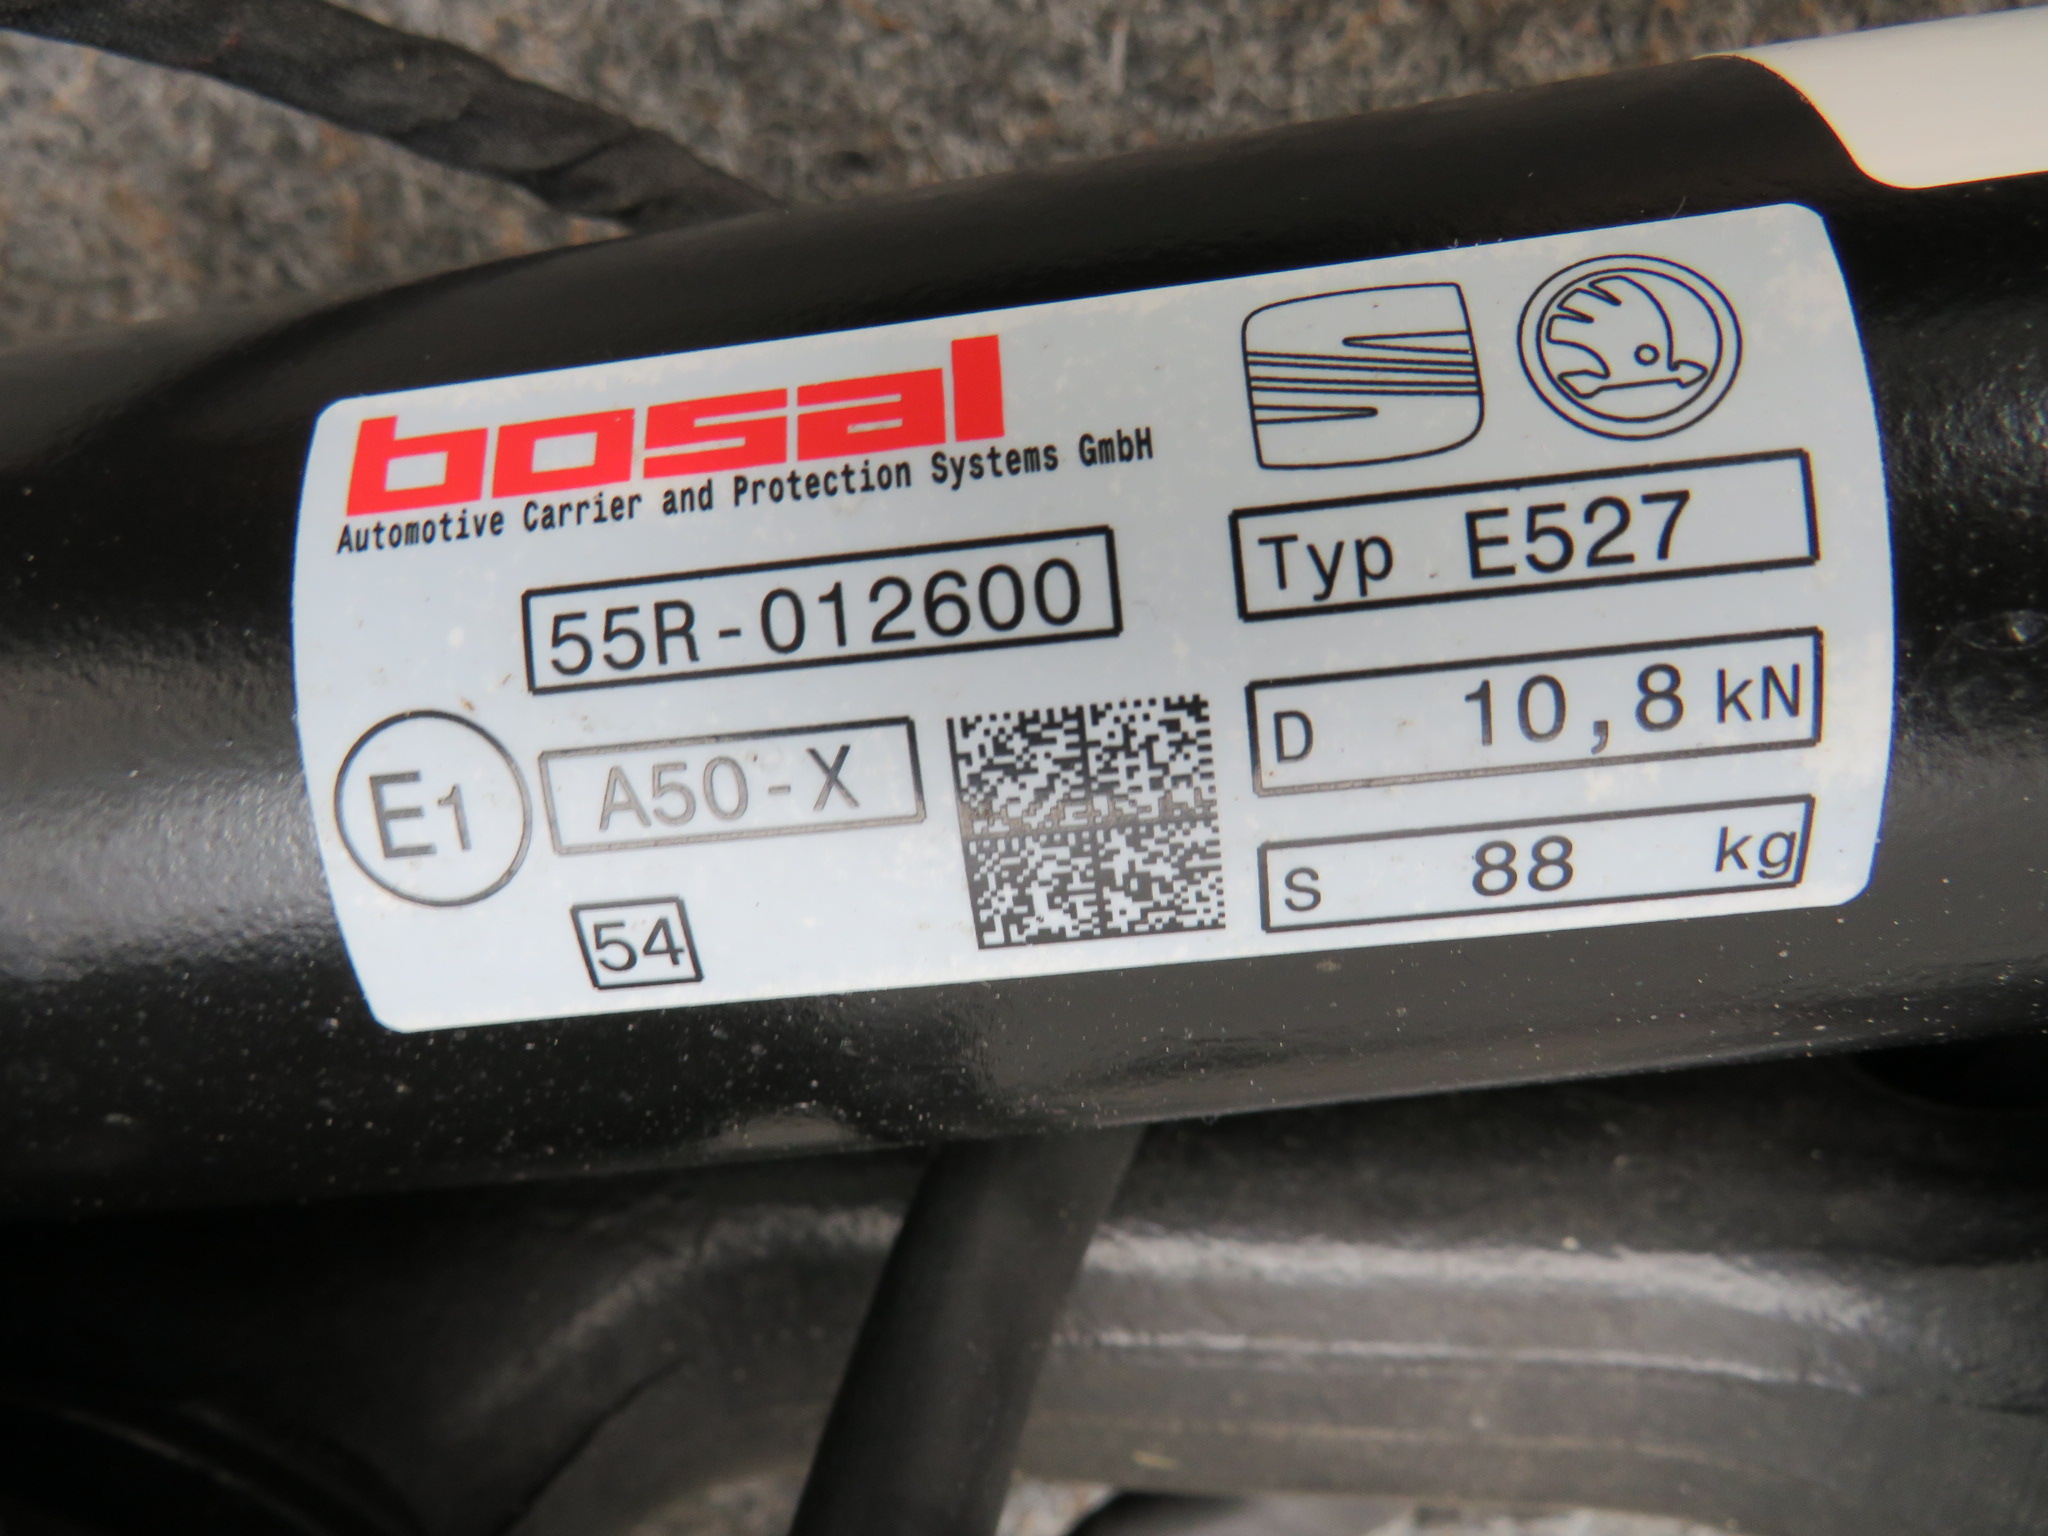 bosal
Automotive Carrier and Protection Systems GmbH
55R-012600
Typ E527
E1
A50-X
D 10,8 kN
S 88 kg
54